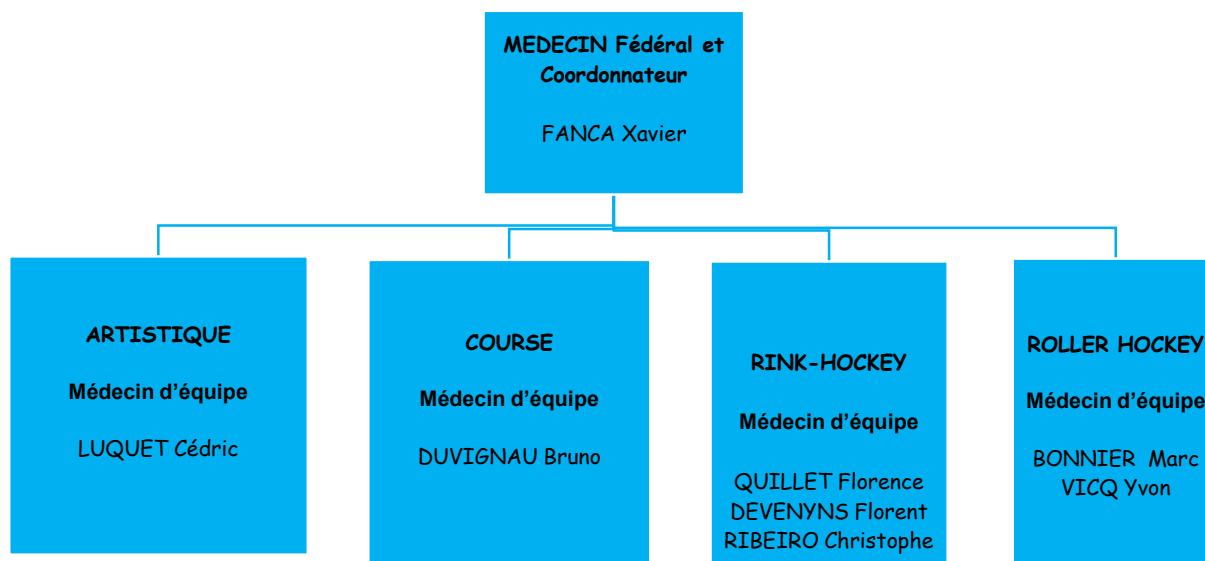 MEDECIN Fédéral et
Coordonnateur
FANCA Xavier
ARTISTIQUE
Médecin d’équipe
LUQUET Cédric
COURSE
Médecin d’équipe
DUVIGNAU Bruno
RINK-HOCKEY
Médecin d’équipe
QUILLET Florence
DEVENYNS Florent
RIBEIRO Christophe
ROLLER HOCKEY
Médecin d’équipe
BONNIER Marc
VICQ Yvon